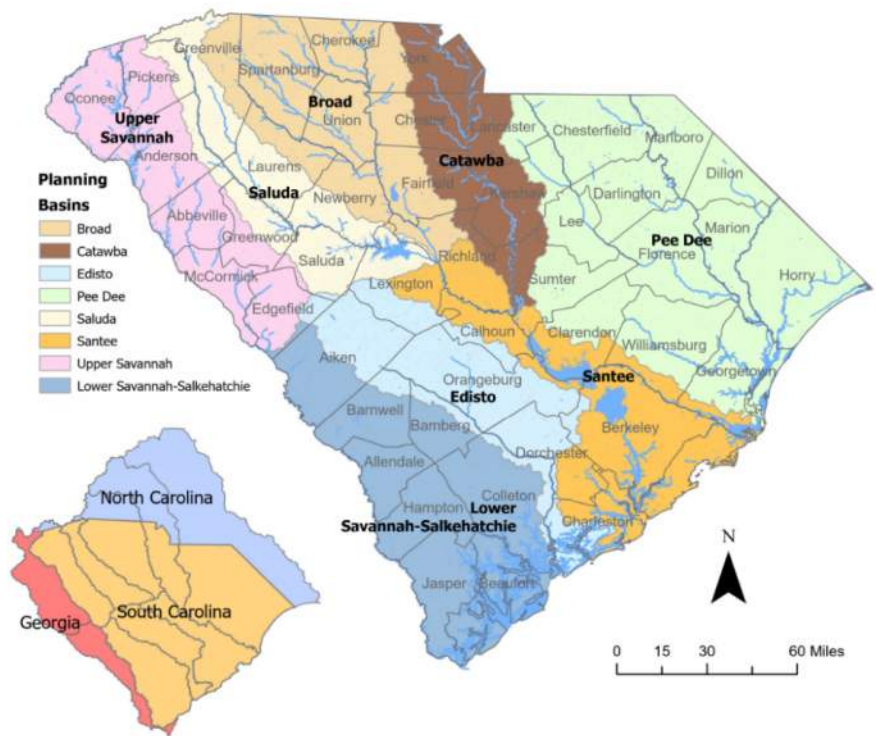 Greenville
Cherokee
York
Pickens
Spartanburg
Oconee
Broad
Upper
Savannah
Union
Chester
Lancaster
Chesterfield
Marlboro
Anderson
Catawba
Laurens
Dillon
Planning
Basins
Saluda
Newberry
Fairfield
Kershaw
Darlington
Abbeville
Lee
Marion
Greenwood
Pee Dee
Florence
Broad
Catawba
Edisto
Pee Dee
Saluda
Santee
Upper Savannah
Lower Savannah-Salkehatchie
Saluda
Richland
Horry
McCormick
Lexington
Sumter
Edgefield
Calhoun
Clarendon
Williamsburg
Aiken
Georgetown
Orangeburg
Santee
Edisto
Barnwell
Bamberg
Berkeley
Dorchester
Allendale
Colleton
Hampton
Lower
Savannah-Salkehatchie
Charleston
Jasper
Beaufort
North Carolina
South Carolina
Georgia
N
0 15 30 60 Miles